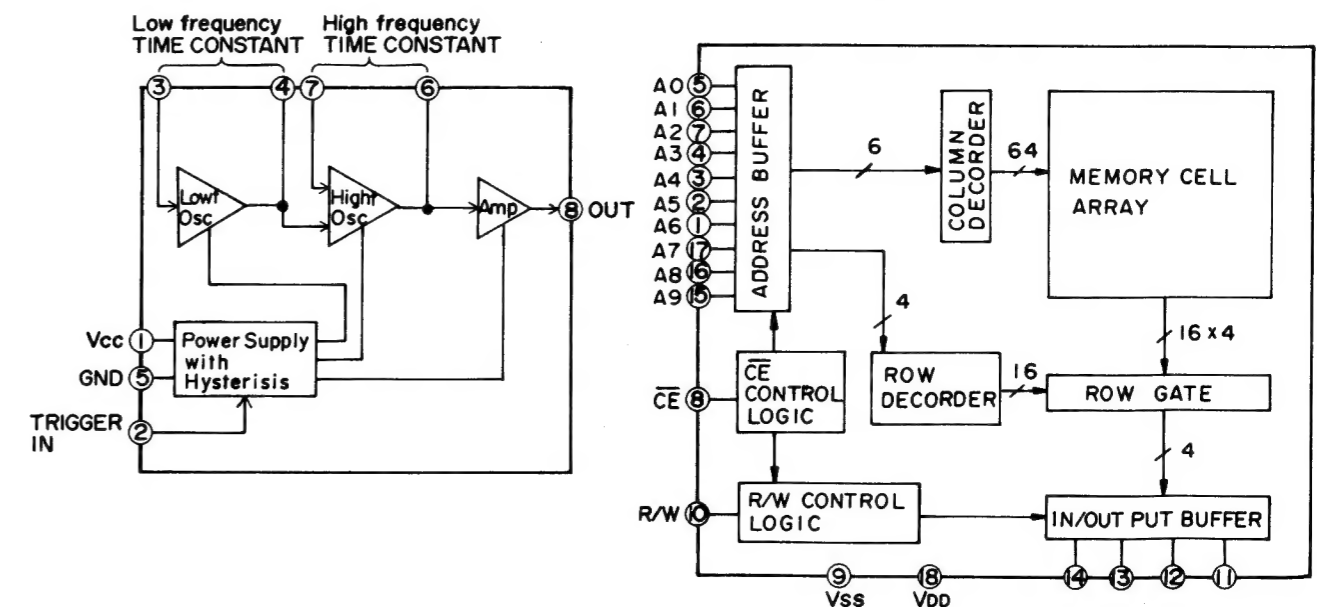 Low frequency
TIME CONSTANT
High frequency
TIME CONSTANT
3
4
7
6
Lowf
Osc
Highf
Osc
Amp
8 OUT
Vcc 1
GND 5
TRIGGER
IN
2
Power Supply
with
Hysterisis
A0 5
A1 6
A2 7
A3 4
A4 3
A5 2
A6 1
A7 17
A8 16
A9 15
ADDRESS BUFFER
6
COLUMN
DECORDER
64
MEMORY CELL
ARRAY
4
16x4
CE 8
CE
CONTROL
LOGIC
ROW
DECORDER
16
ROW GATE
4
R/W 10
R/W CONTROL
LOGIC
IN/OUT PUT BUFFER
9
18
14
13
12
11
VSS
VDD